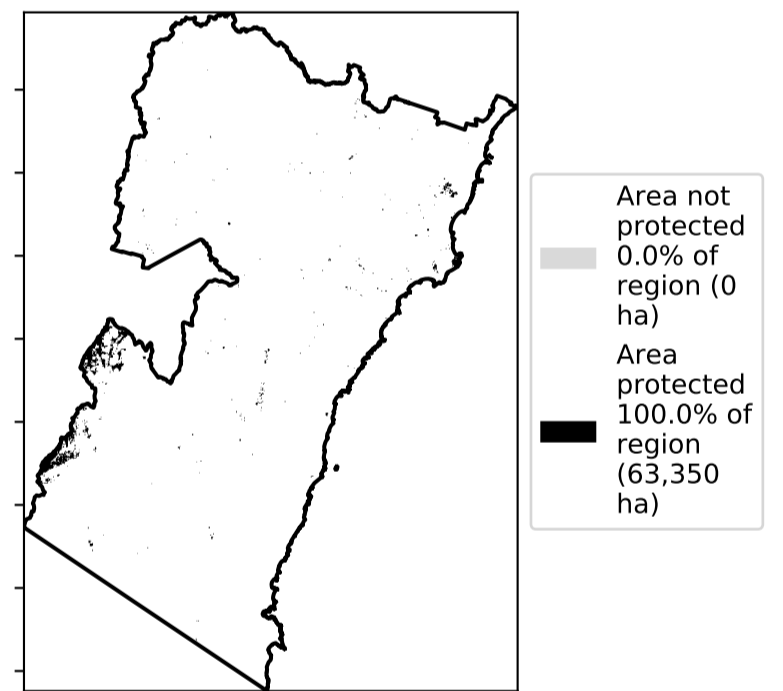 Area not
protected
0.0% of
region (0
ha)
Area
protected
100.0% of
region
(63,350
ha)